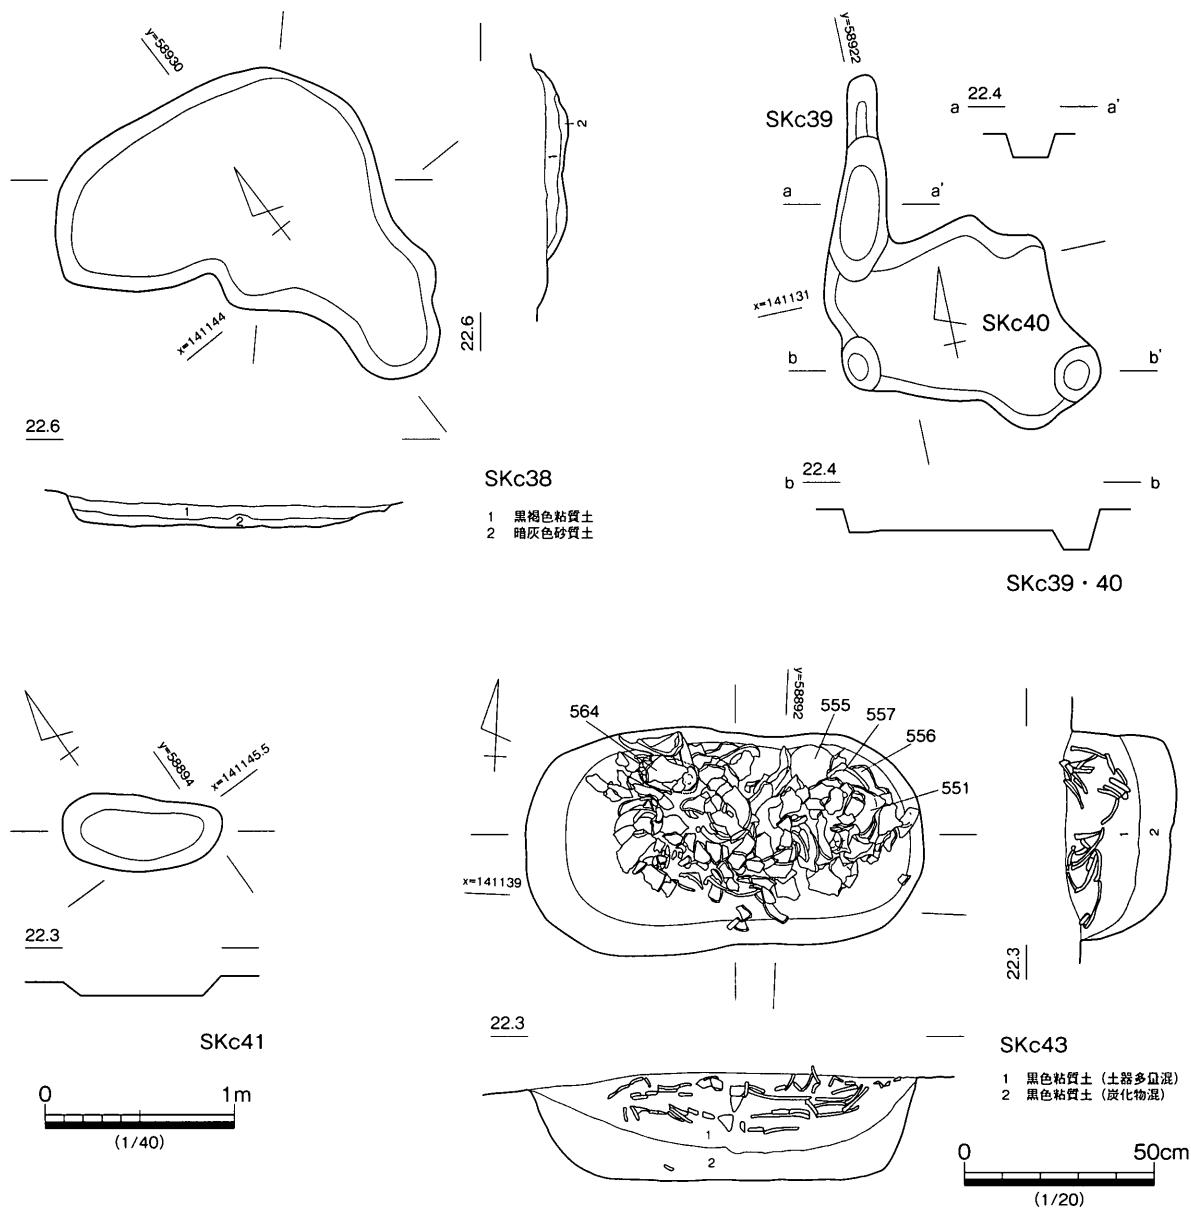 y=58930
x=141144
22.6
1
2
22.6
1
2
SKc38
1 黒褐色粘質土
2 暗灰色砂質土
y=58922
SKc39
a 22.4 a'
a a'
x=141131
SKc40
b b'
b 22.4 b
SKc39・40
y=58894
x=141145.5
22.3
SKc41
0 1m
(1/40)
y=58892
564
555
557
556
551
x=141139
1
2
22.3
22.3
1
2
SKc43
1 黒色粘質土(土器多量混)
2 黒色粘質土(炭化物混)
0 50cm
(1/20)